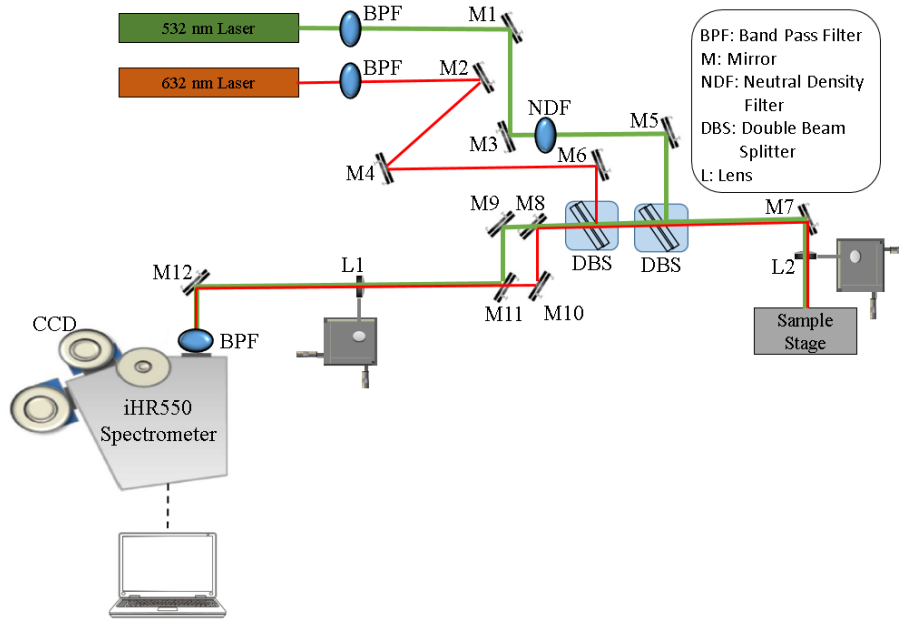 532 nm Laser
BPF
M1
632 nm Laser
BPF
M2
NDF
M3
M5
M4
M6
BPF: Band Pass Filter
M: Mirror
NDF: Neutral Density
Filter
DBS: Double Beam
Splitter
L: Lens
M9
M8
M7
DBS
DBS
M12
L1
M11
M10
L2
CCD
BPF
Sample
Stage
iHR550
Spectrometer